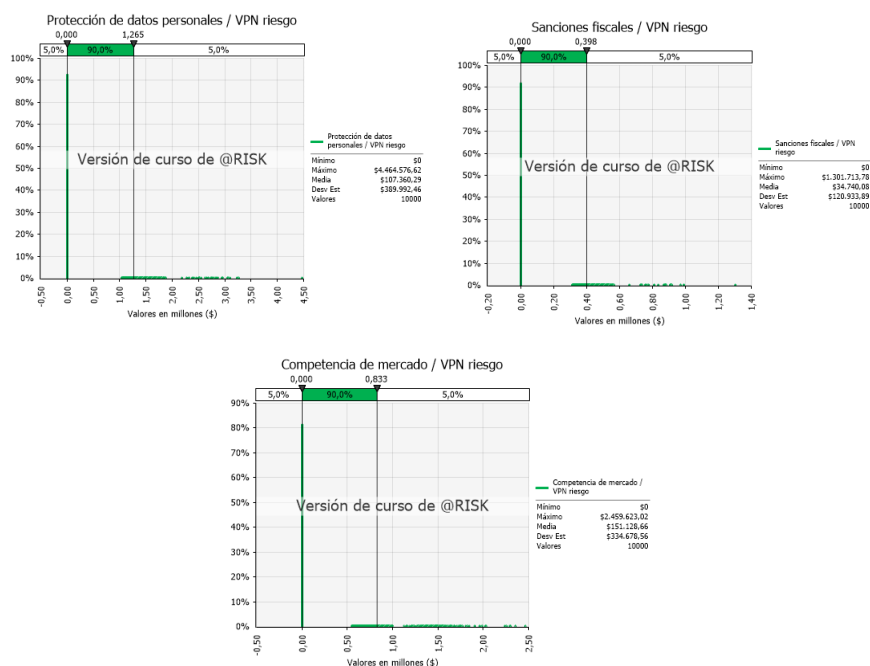 Protección de datos personales / VPN riesgo
0,000 1,265
5,0% 90,0% 5,0%
100%
90%
80%
70%
60%
50%
40%
30%
20%
10%
0%
-0,50 0,00 0,50 1,00 1,50 2,00 2,50 3,00 3,50 4,00 4,50
Valores en millones ($)
Versión de curso de @RISK
Protección de datos
personales / VPN riesgo
Mínimo $0
Máximo $4.464.576,62
Media $107.360,29
Desv Est $389.992,46
Valores 10000
Sanciones fiscales / VPN riesgo
0,000 0,398
5,0% 90,0% 5,0%
100%
90%
80%
70%
60%
50%
40%
30%
20%
10%
0%
-0,20 0,00 0,20 0,40 0,60 0,80 1,00 1,20 1,40
Valores en millones ($)
Versión de curso de @RISK
Sanciones fiscales / VPN
riesgo
Mínimo $0
Máximo $1.301.713,78
Media $34.740,08
Desv Est $120.933,89
Valores 10000
Competencia de mercado / VPN riesgo
0,000 0,833
5,0% 90,0% 5,0%
90%
80%
70%
60%
50%
40%
30%
20%
10%
0%
-0,50 0,00 0,50 1,00 1,50 2,00 2,50
Valores en millones ($)
Versión de curso de @RISK
Competencia de mercado /
VPN riesgo
Mínimo $0
Máximo $2.459.623,02
Media $151.128,66
Desv Est $334.678,56
Valores 10000